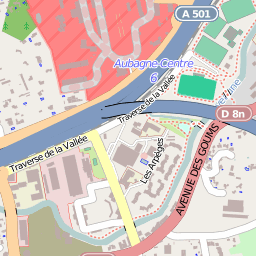 A 501
Aubagne-Centre
6
Traverse de la Vallée
D 8n
Traverse de la Vallée
Les Arpèges
AVENUE DES GOUMS